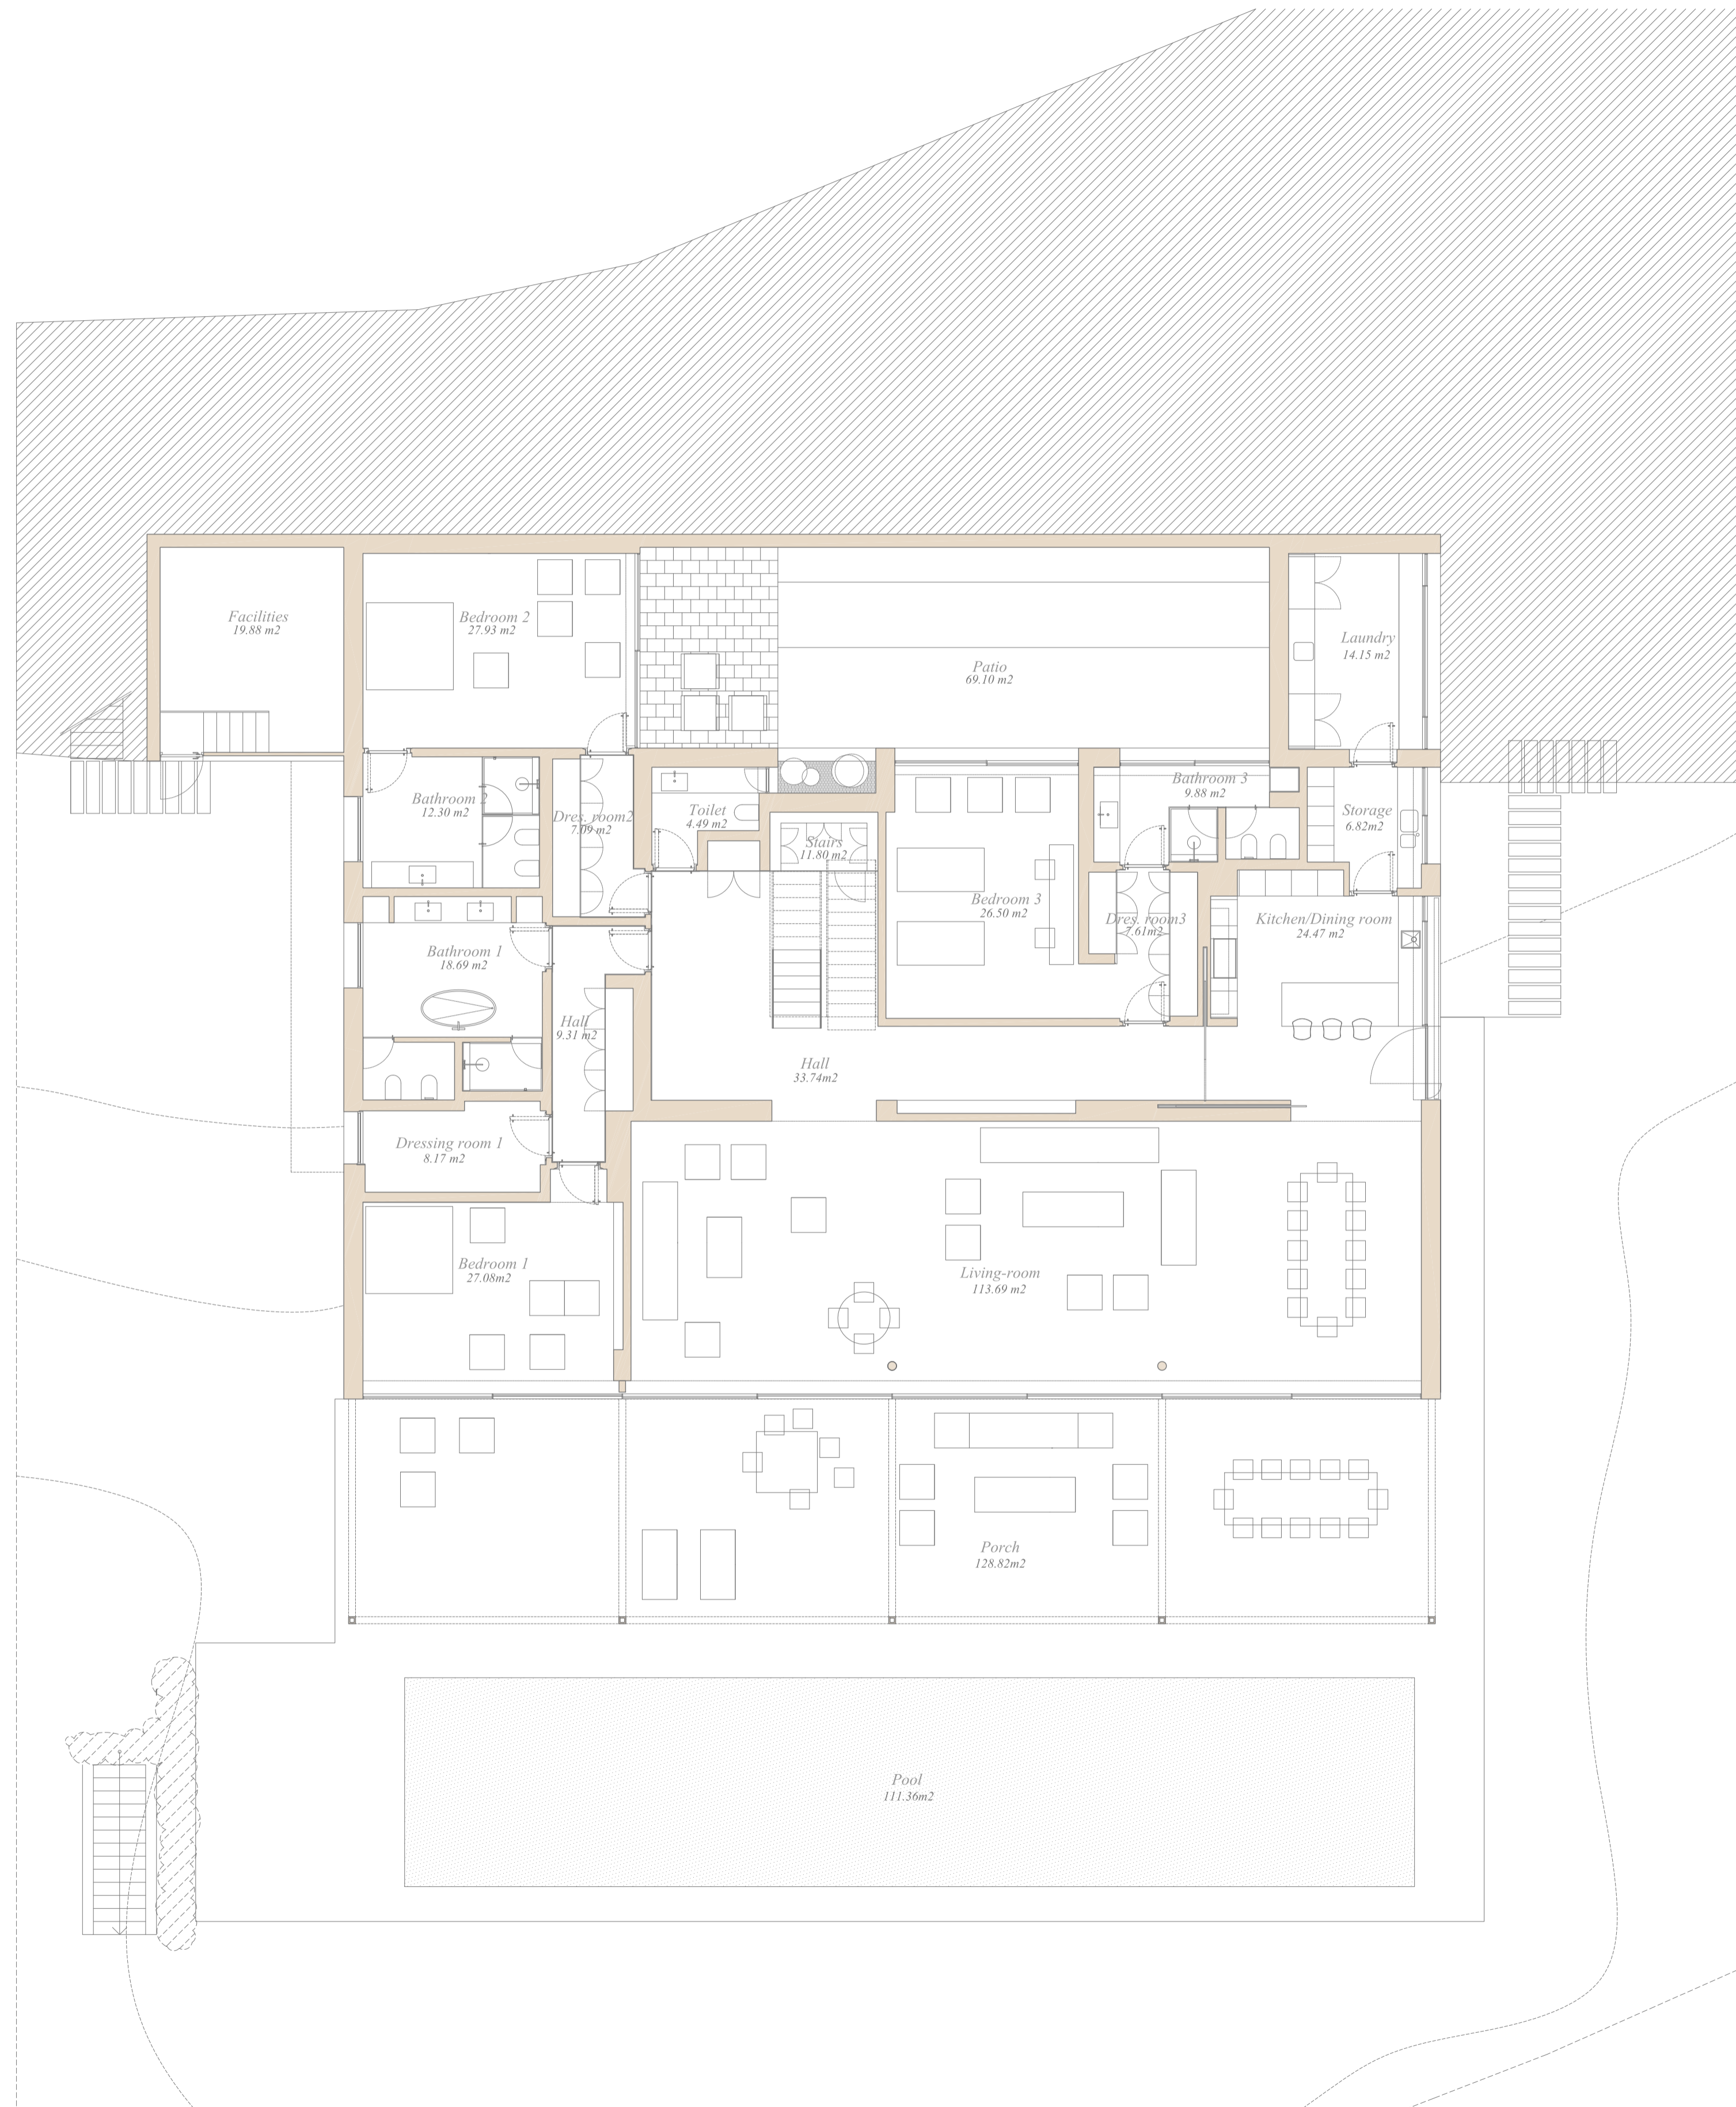 Facilities
19.88 m2
Bedroom 2
27.93 m2
Patio
69.10 m2
Laundry
14.15 m2
Bathroom 2
12.30 m2
Dres. room2
7.09 m2
Toilet
4.49 m2
Stairs
11.80 m2
Bathroom 3
9.88 m2
Storage
6.82m2
Bedroom 3
26.50 m2
Dres. room3
7.61m2
Kitchen/Dining room
24.47 m2
Bathroom 1
18.69 m2
Hall
9.31 m2
Hall
33.74m2
Dressing room 1
8.17 m2
Bedroom 1
27.08m2
Living-room
113.69 m2
Porch
128.82m2
Pool
111.36m2